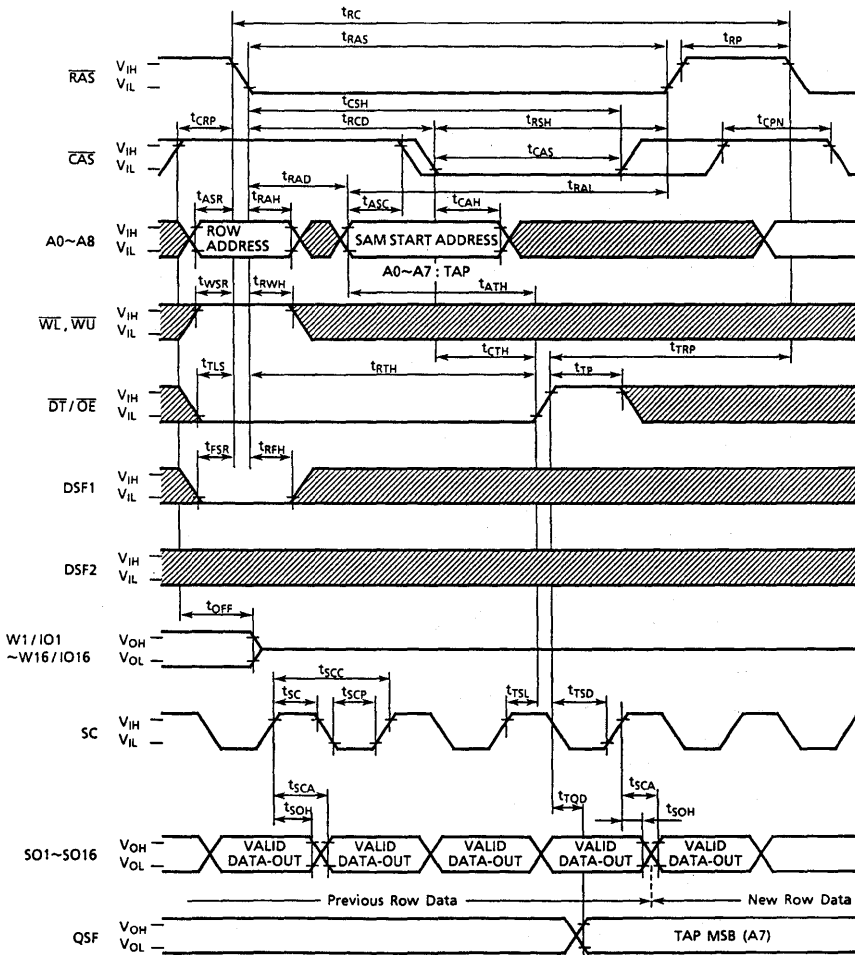 tRC
tRAS
tRP
RAS
VIH
VIL
tCSH
tCRP
tRCD
tRSH
tCPN
CAS
VIH
VIL
tCAS
tRAD
tRAL
tASR
tRAH
tASC
tCAH
A0~A8
VIH
VIL
ROW ADDRESS
SAM START ADDRESS
A0~A7 : TAP
tATH
tWSR
tRWH
WL , WU
VIH
VIL
tCTH
tTRP
tTLS
tRTH
tTP
DT / OE
VIH
VIL
tFSR
tRFH
DSF1
VIH
VIL
DSF2
VIH
VIL
tOFF
W1 / IO1
~W16 / IO16
VOH
VOL
tSCC
tSC
tSCP
tTSL
tTSD
SC
VIH
VIL
tSCA
tSOH
tTQD
tSCA
tSOH
SO1~SO16
VOH
VOL
VALID DATA-OUT
VALID DATA-OUT
VALID DATA-OUT
VALID DATA-OUT
VALID DATA-OUT
Previous Row Data
New Row Data
QSF
VOH
VOL
TAP MSB (A7)